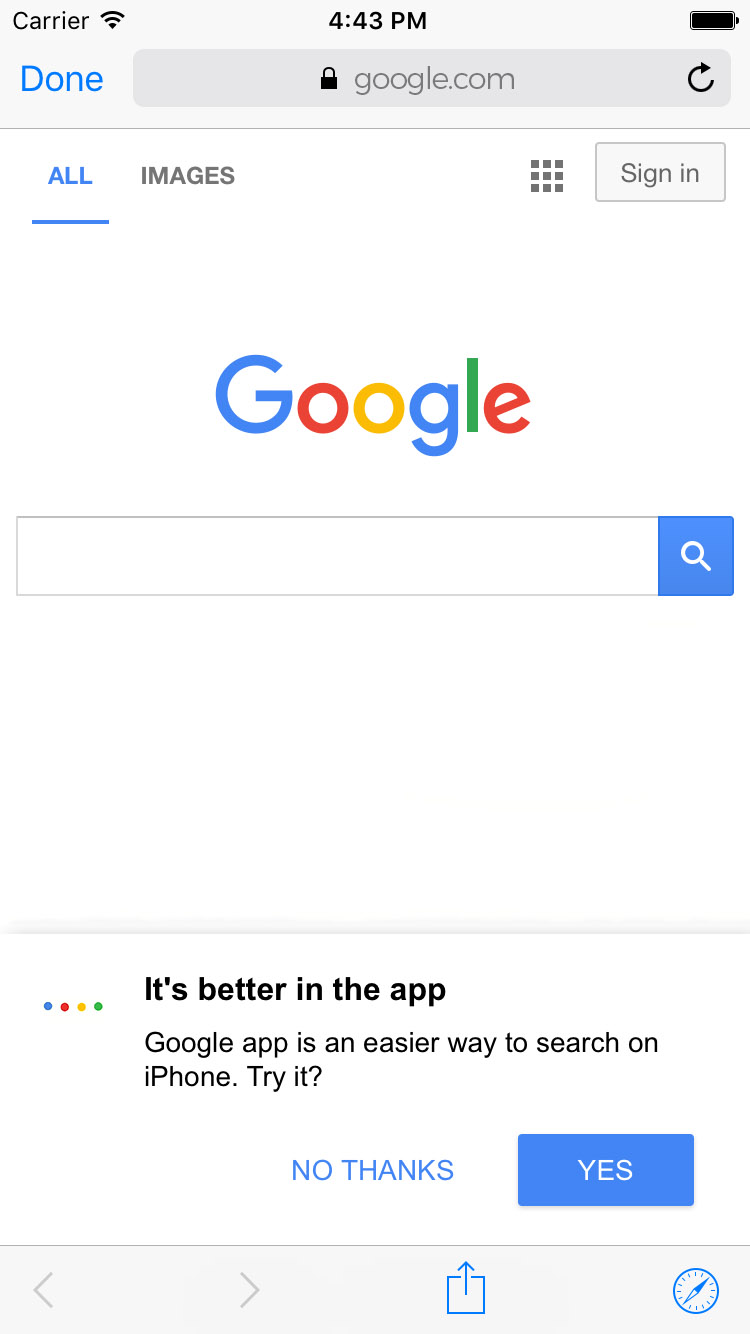 Carrier 4:43 PM
Done google.com
ALL IMAGES Sign in
Google
It's better in the app
Google app is an easier way to search on
iPhone. Try it?
NO THANKS YES